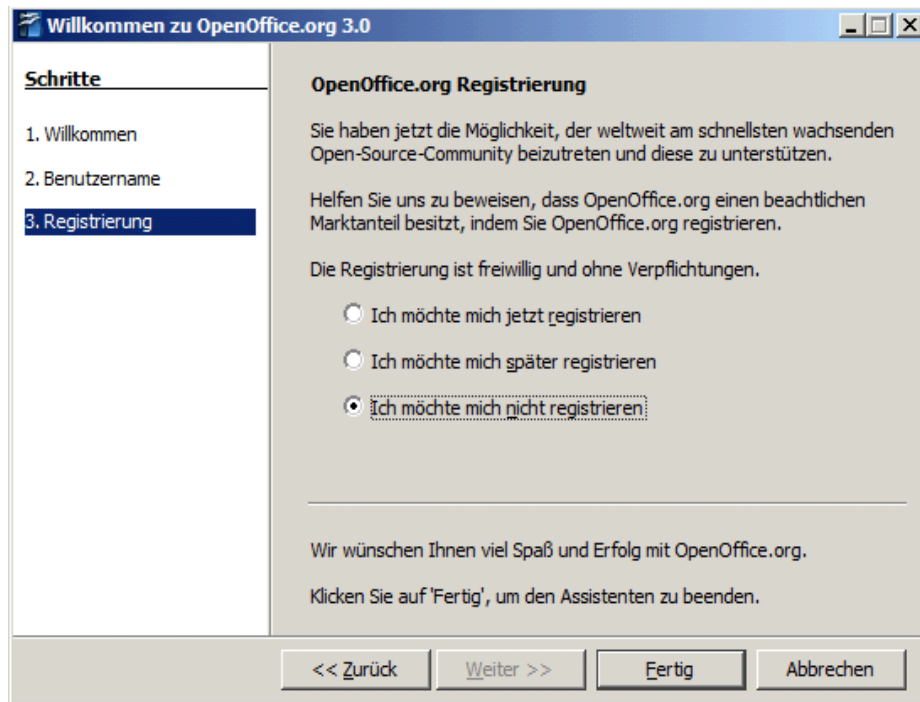 Willkommen zu OpenOffice.org 3.0
Schritte
1. Willkommen
2. Benutzername
3. Registrierung
OpenOffice.org Registrierung
Sie haben jetzt die Möglichkeit, der weltweit am schnellsten wachsenden
Open-Source-Community beizutreten und diese zu unterstützen.
Helfen Sie uns zu beweisen, dass OpenOffice.org einen beachtlichen
Marktanteil besitzt, indem Sie OpenOffice.org registrieren.
Die Registrierung ist freiwillig und ohne Verpflichtungen.
Ich möchte mich jetzt registrieren
Ich möchte mich später registrieren
Ich möchte mich nicht registrieren
Wir wünschen Ihnen viel Spaß und Erfolg mit OpenOffice.org.
Klicken Sie auf 'Fertig', um den Assistenten zu beenden.
<< Zurück
Weiter >>
Fertig
Abbrechen